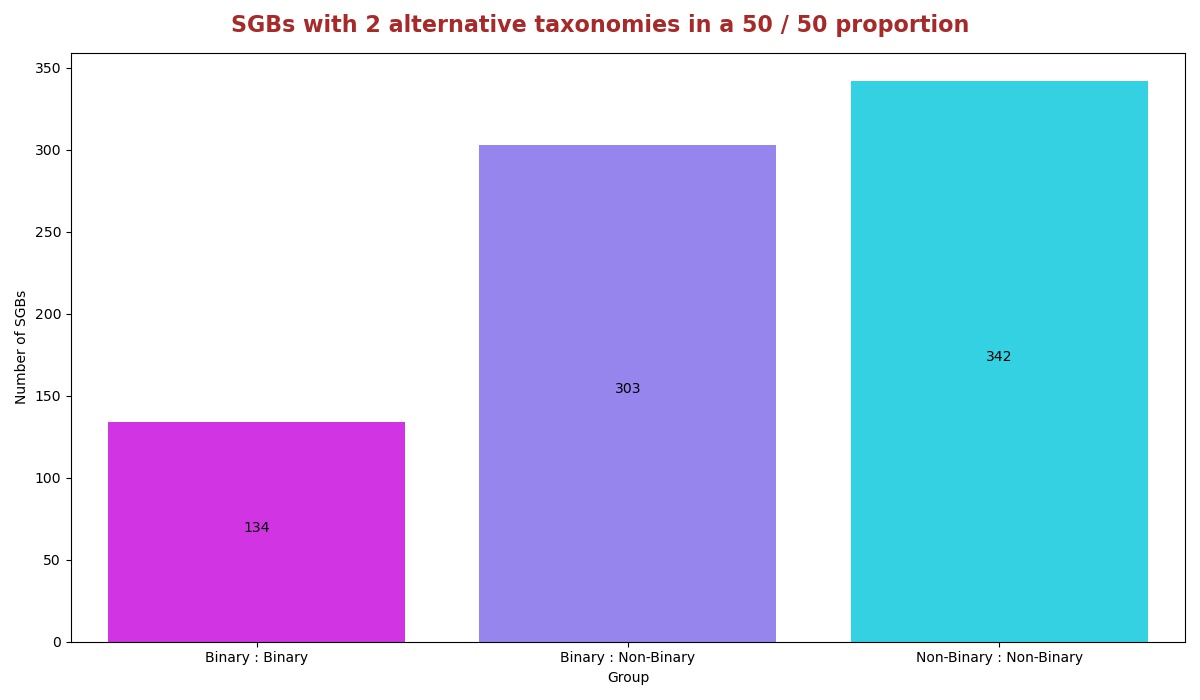 SGBs with 2 alternative taxonomies in a 50 / 50 proportion
350
300
250
200
150
100
50
0
Number of SGBs
134
303
342
Binary : Binary
Binary : Non-Binary
Non-Binary : Non-Binary
Group